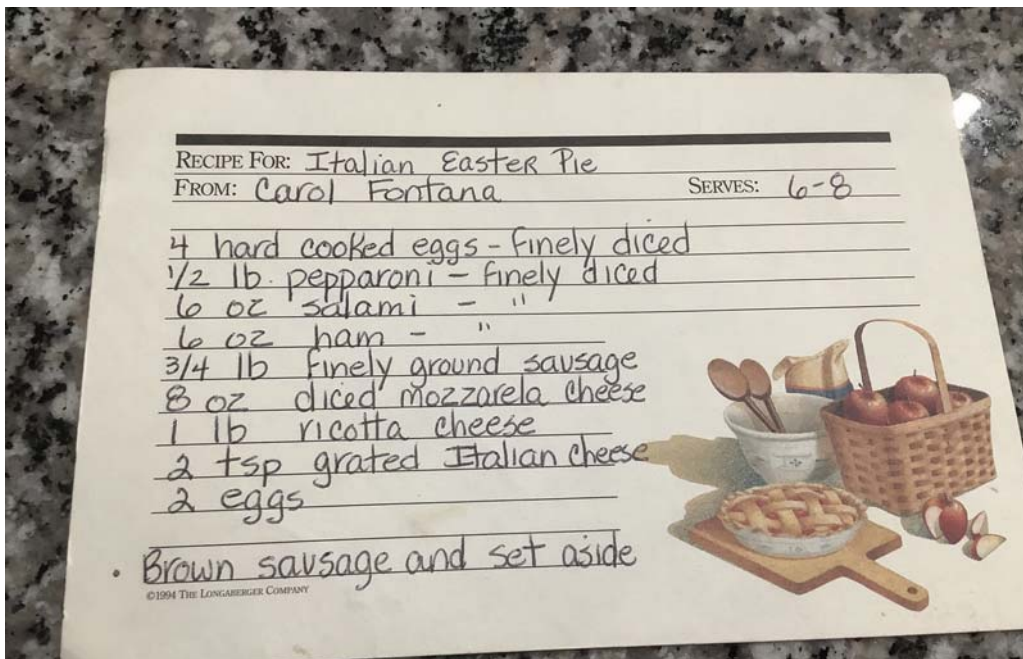 RECIPE FOR: Italian Easter Pie
FROM: Carol Fontana SERVES: 6-8
4 hard cooked eggs - finely diced
1/2 lb. pepparoni - finely diced
6 oz salami - "
6 oz ham - "
3/4 lb finely ground sausage
8 oz diced mozzarela cheese
1 lb ricotta cheese
2 tsp grated Italian cheese
2 eggs
• Brown sausage and set aside
©1994 THE LONGABERGER COMPANY